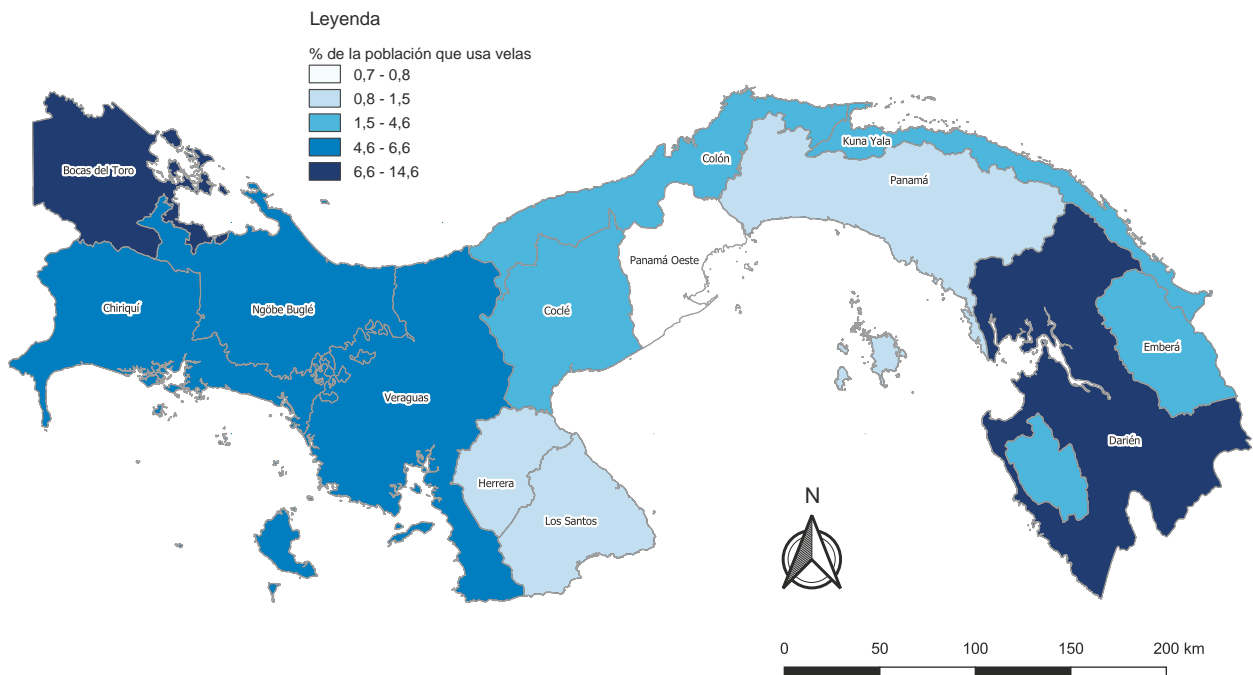 Leyenda
% de la población que usa velas
0,7 - 0,8
0,8 - 1,5
1,5 - 4,6
4,6 - 6,6
6,6 - 14,6
Bocas del Toro
Colón
Kuna Yala
Panamá
Panamá Oeste
Chiriquí
Ngöbe Buglé
Coclé
Emberá
Veraguas
Darién
Herrera
Los Santos
N
0 50 100 150 200 km